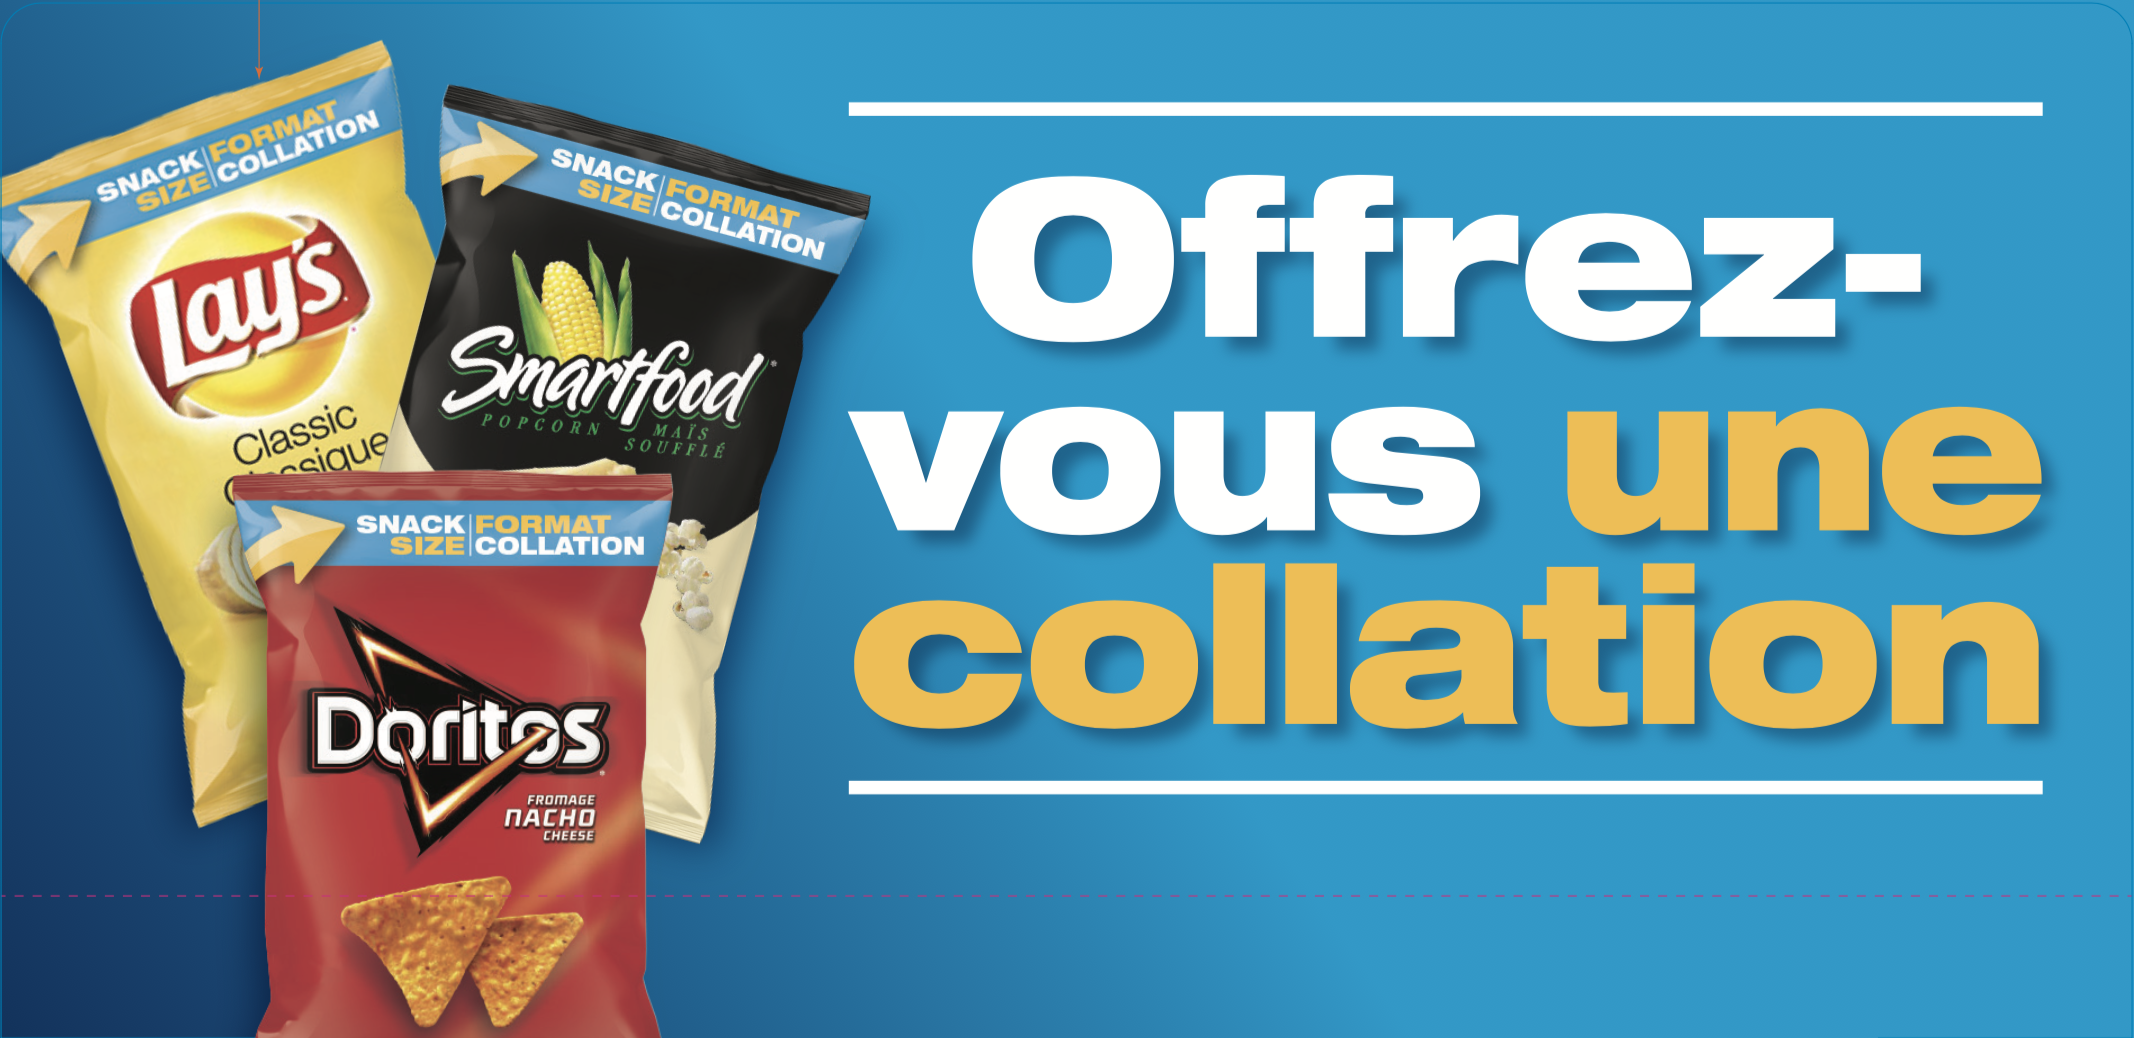 SNACK FORMAT
SIZE COLLATION
Lay's
Classic
SNACK FORMAT
SIZE COLLATION
Smartfood
POPCORN MAÏS
SOUFFLÉ
SNACK FORMAT
SIZE COLLATION
Doritos
FROMAGE
NACHO
CHEESE
Offrez-
vous une
collation